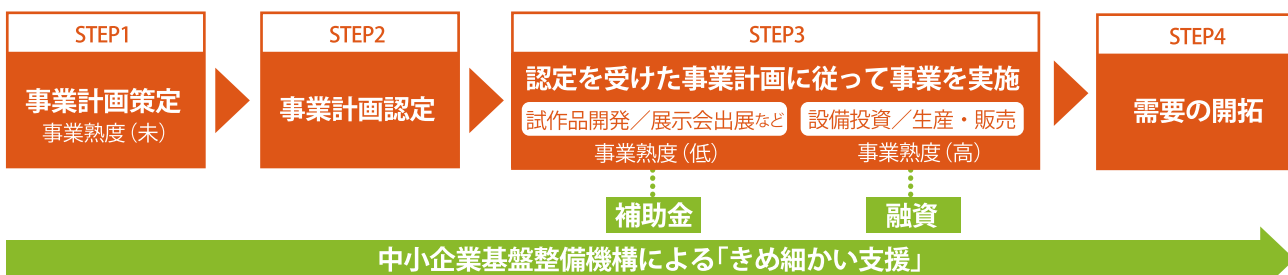 STEP1
事業計画策定
事業熟度(未)
STEP2
事業計画認定
STEP3
認定を受けた事業計画に従って事業を実施
試作品開発／展示会出展など
事業熟度(低)
補助金
設備投資／生産・販売
事業熟度(高)
融資
STEP4
需要の開拓
中小企業基盤整備機構による「きめ細かい支援」